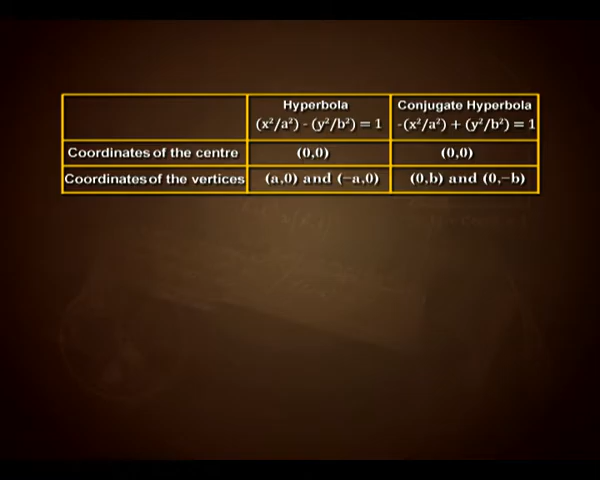 Hyperbola Conjugate Hyperbola
(x²/a²) - (y²/b²) = 1 -(x²/a²) + (y²/b²) = 1
Coordinates of the centre (0,0) (0,0)
Coordinates of the vertices (a,0) and (−a,0) (0,b) and (0,−b)